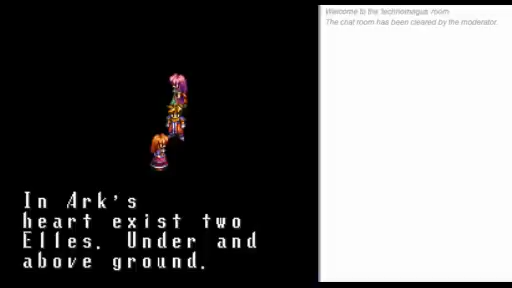 In Ark's
heart exist two
Elles. Under and
above ground.
Welcome to the Technomagus room
The chat room has been cleared by the moderator.